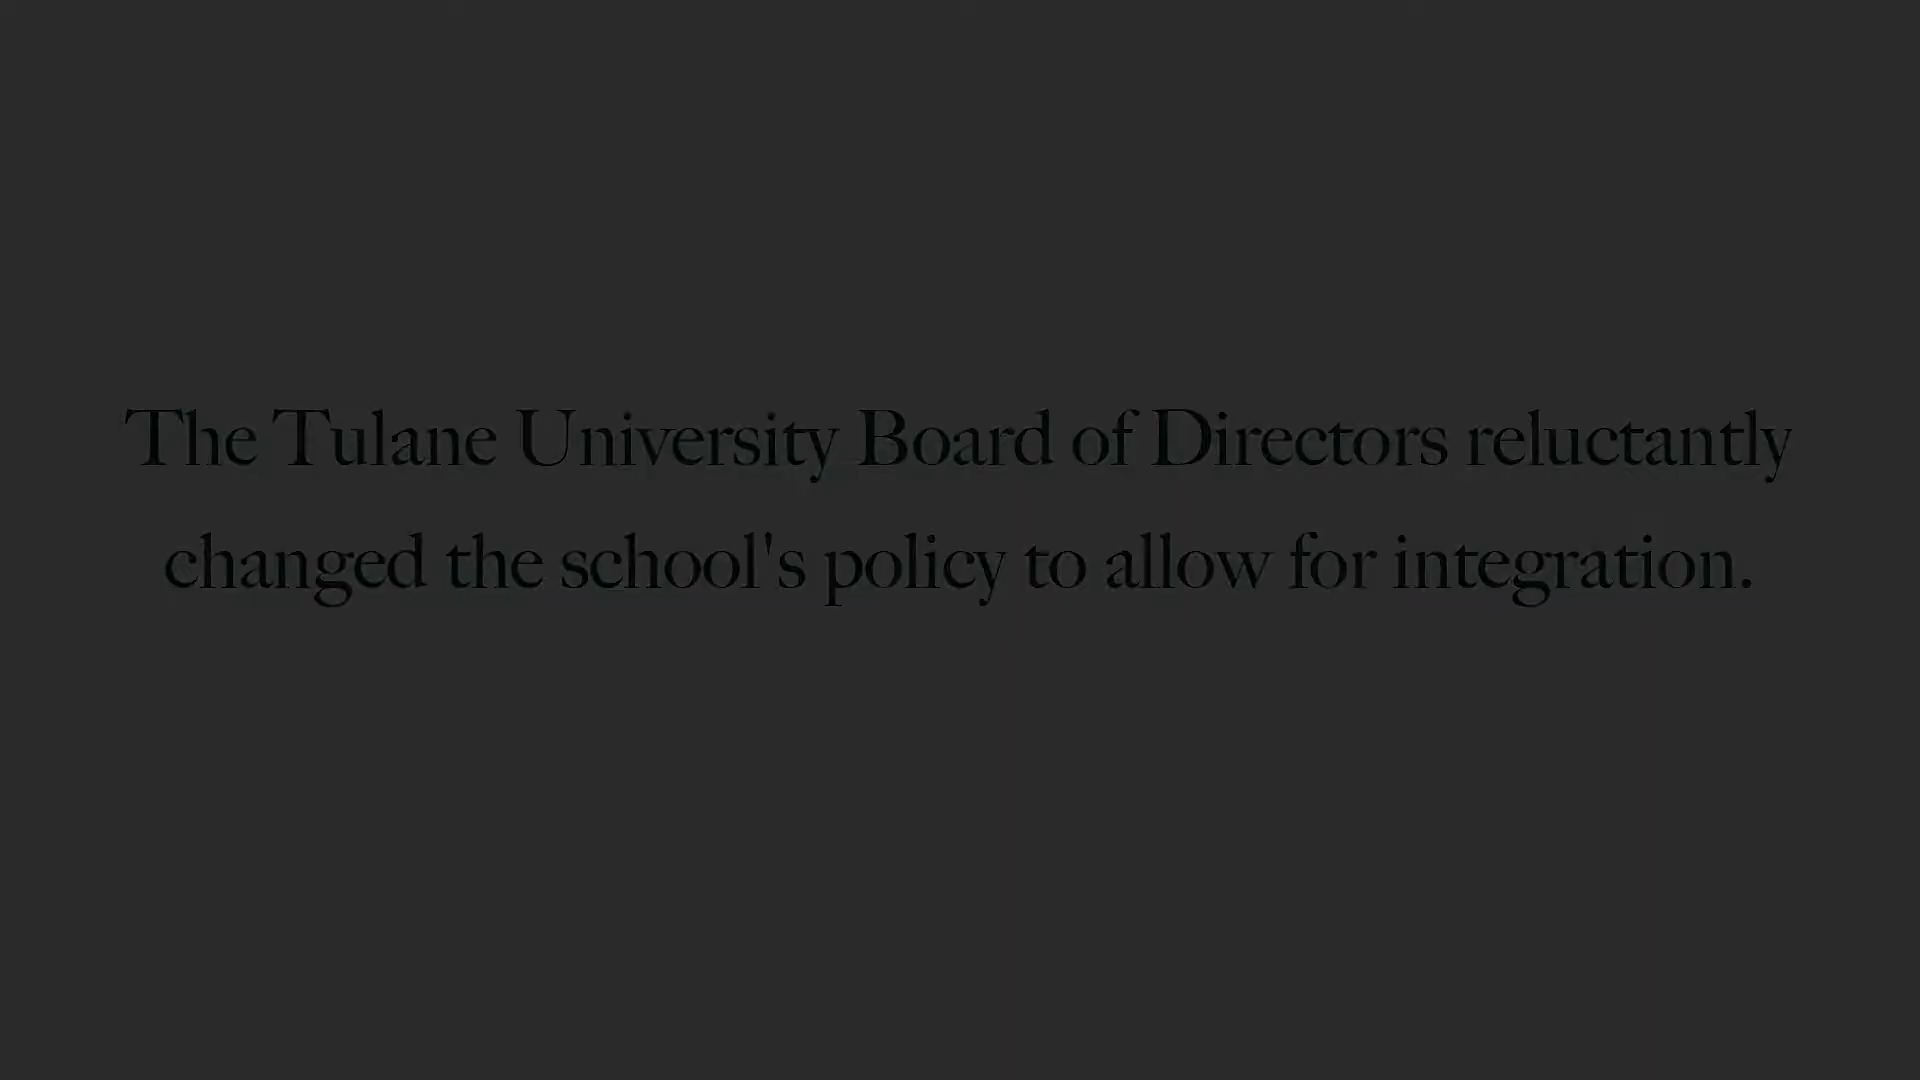 The Tulane University Board of Directors reluctantly
changed the school's policy to allow for integration.